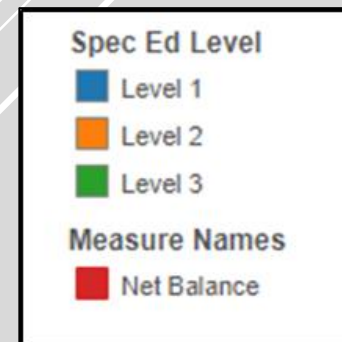 Spec Ed Level
Level 1
Level 2
Level 3
Measure Names
Net Balance